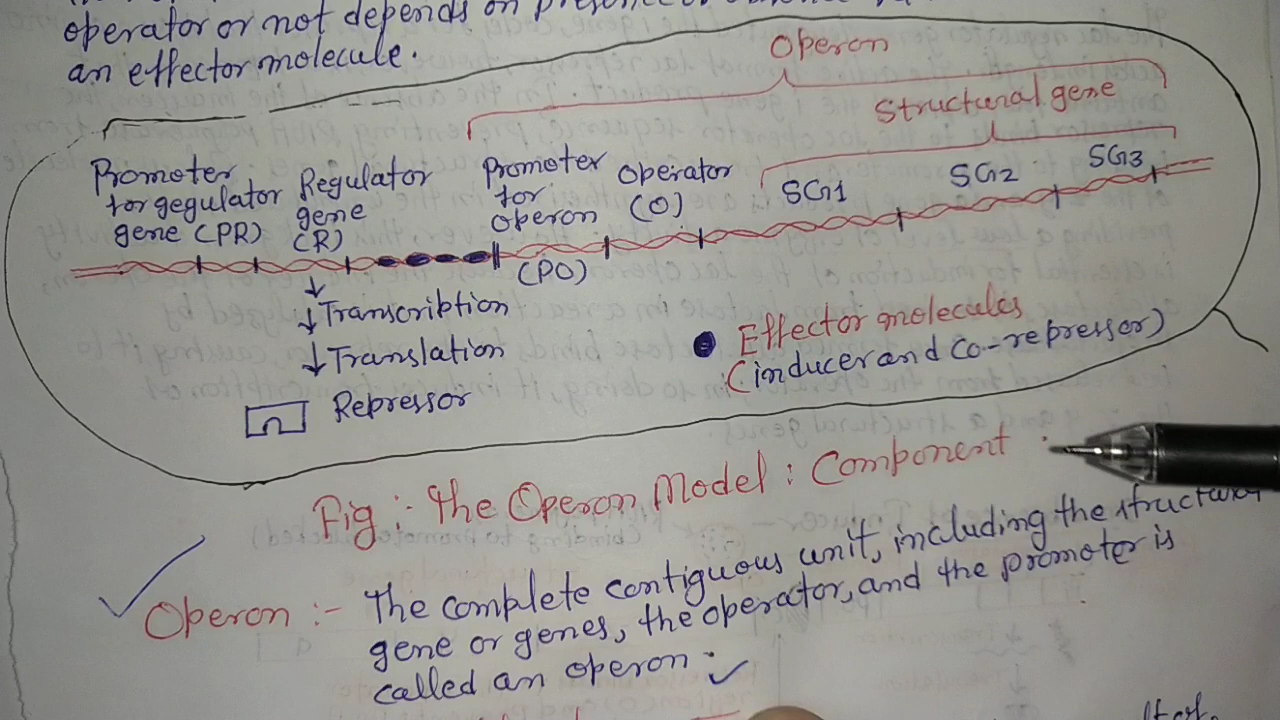 operator or not depends on presence
an effector molecule.
Operon
Structural gene
Promoter
for gegulator
gene (PR)
Regulator
gene
(R)
Promoter
for
operon
(PO)
Operator
(O)
SG1
SG2
SG3
Transcription
Translation
Repressor
Effector molecules
(inducer and Co-repressor)
Fig :- The Operon Model : Component
Operon :- The complete contiguous unit, including the structural
gene or genes, the operator, and the promoter is
called an operon.